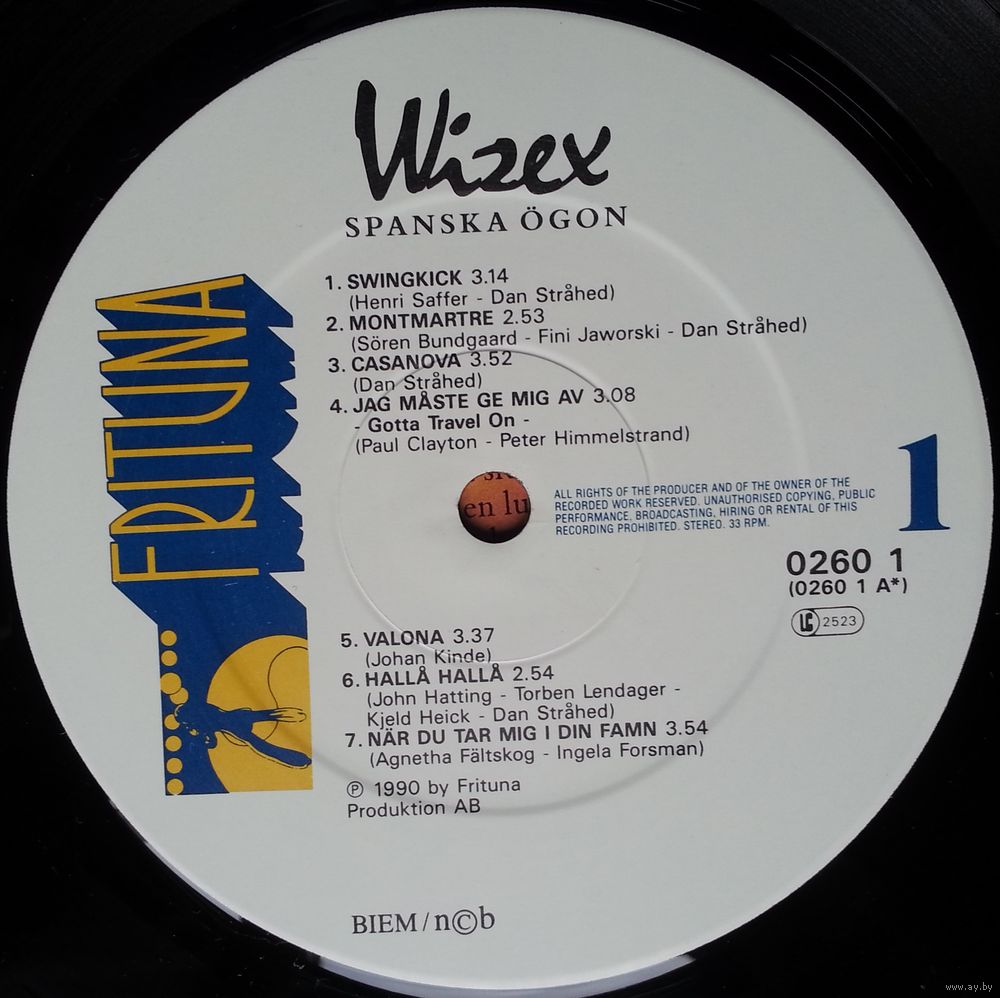 Wizex
SPANSKA ÖGON
1. SWINGKICK 3.14
(Henri Saffer - Dan Stråhed)
2. MONTMARTRE 2.53
(Sören Bundgaard - Fini Jaworski - Dan Stråhed)
3. CASANOVA 3.52
(Dan Stråhed)
4. JAG MÅSTE GE MIG AV 3.08
- Gotta Travel On -
(Paul Clayton - Peter Himmelstrand)
FRITUNA
en lu
ALL RIGHTS OF THE PRODUCER AND OF THE OWNER OF THE
RECORDED WORK RESERVED. UNAUTHORISED COPYING, PUBLIC
PERFORMANCE, BROADCASTING, HIRING OR RENTAL OF THIS
RECORDING PROHIBITED. STEREO. 33 RPM.
1
0260 1
(0260 1 A*)
LC 2523
5. VALONA 3.37
(Johan Kinde)
6. HALLÅ HALLÅ 2.54
(John Hatting - Torben Lendager -
Kjeld Heick - Dan Stråhed)
7. NÄR DU TAR MIG I DIN FAMN 3.54
(Agnetha Fältskog - Ingela Forsman)
℗ 1990 by Frituna
Produktion AB
BIEM / n©b
www.ay.by